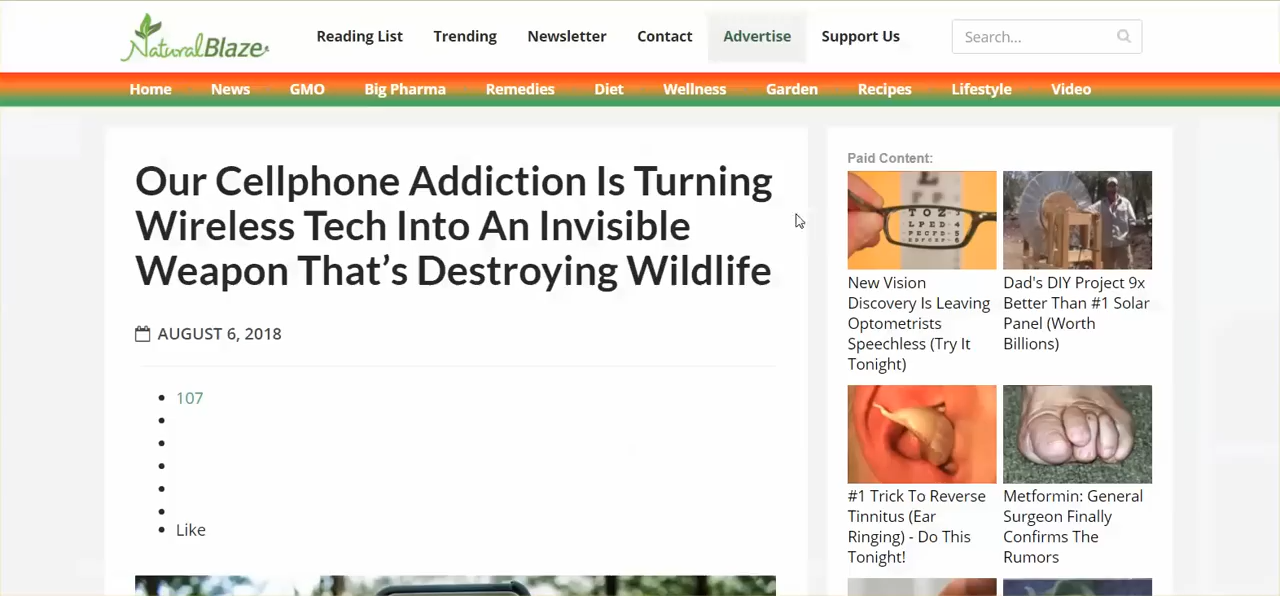 NaturalBlaze
Reading List
Trending
Newsletter
Contact
Advertise
Support Us
Search...
Home
News
GMO
Big Pharma
Remedies
Diet
Wellness
Garden
Recipes
Lifestyle
Video
Our Cellphone Addiction Is Turning
Wireless Tech Into An Invisible
Weapon That’s Destroying Wildlife
AUGUST 6, 2018
107
Like
Paid Content:
New Vision
Discovery Is Leaving
Optometrists
Speechless (Try It
Tonight)
Dad's DIY Project 9x
Better Than #1 Solar
Panel (Worth
Billions)
#1 Trick To Reverse
Tinnitus (Ear
Ringing) - Do This
Tonight!
Metformin: General
Surgeon Finally
Confirms The
Rumors